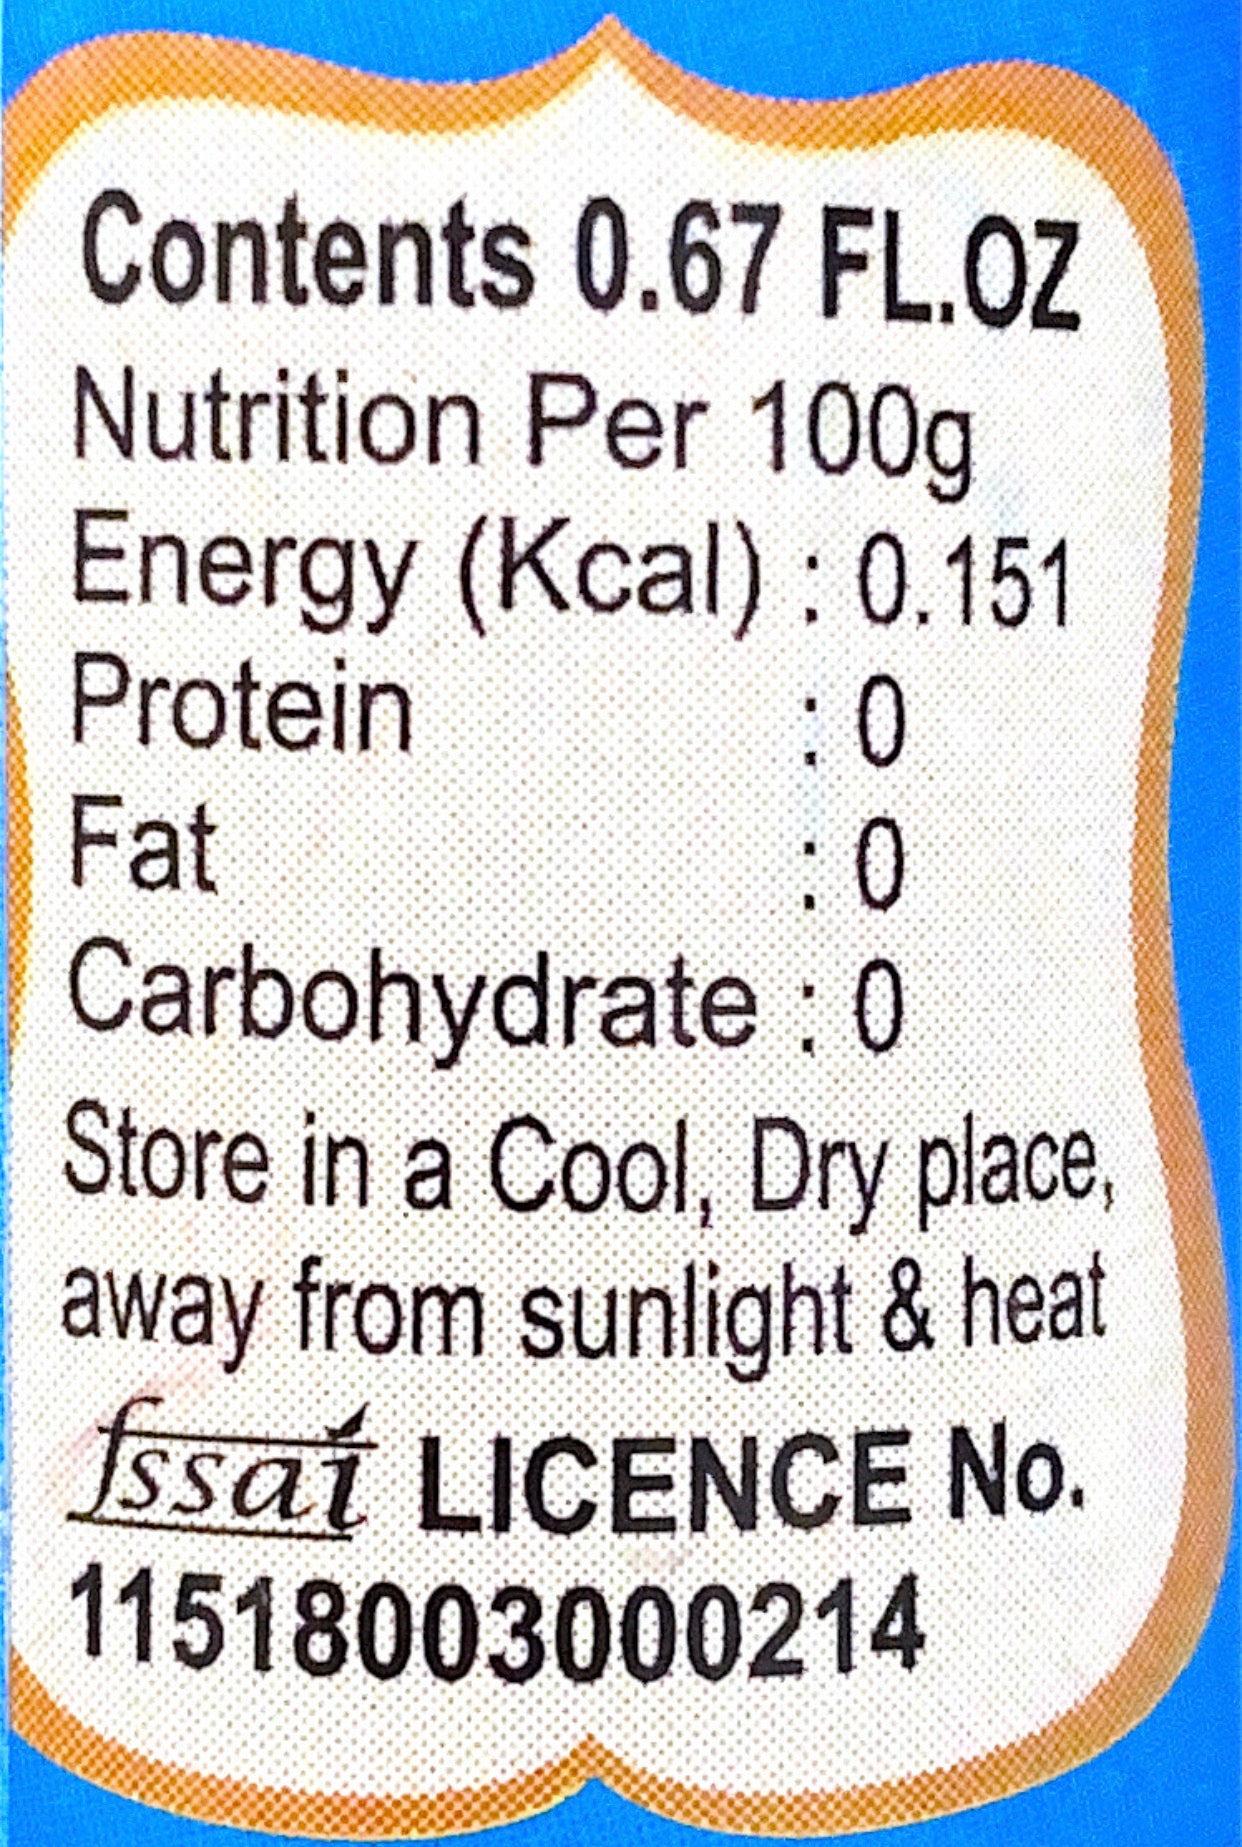 Contents 0.67 FL.OZ
Nutrition Per 100g
Energy (Kcal) : 0.151
Protein : 0
Fat : 0
Carbohydrate : 0
Store in a Cool, Dry place,
away from sunlight & heat
fssai LICENCE No.
11518003000214